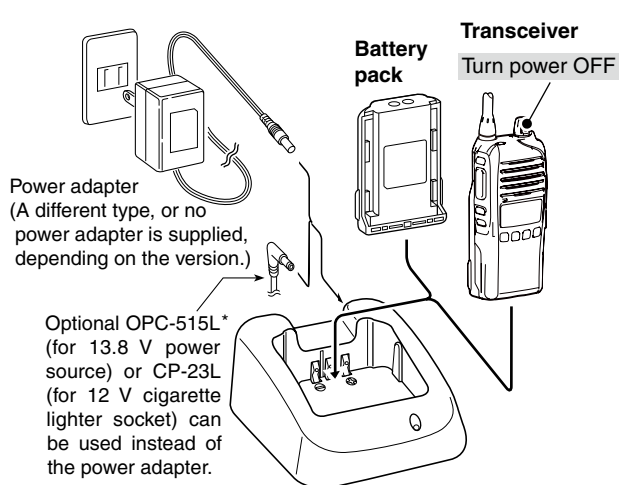 Transceiver
Turn power OFF
Battery
pack
Power adapter
(A different type, or no
power adapter is supplied,
depending on the version.)
Optional OPC-515L*
(for 13.8 V power
source) or CP-23L
(for 12 V cigarette
lighter socket) can
be used instead of
the power adapter.